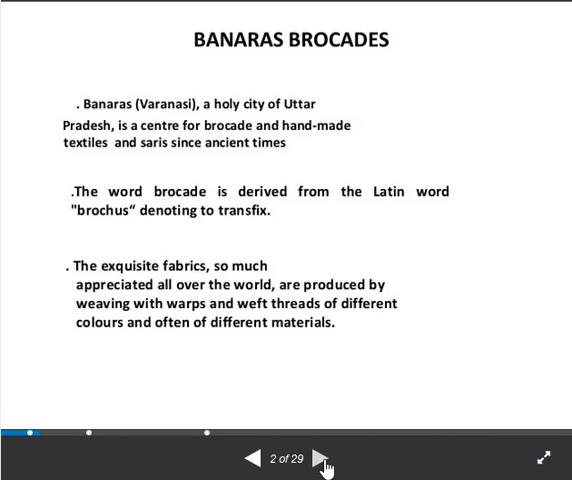 BANARAS BROCADES
. Banaras (Varanasi), a holy city of Uttar
Pradesh, is a centre for brocade and hand-made
textiles and saris since ancient times
.The word brocade is derived from the Latin word
"brochus“ denoting to transfix.
. The exquisite fabrics, so much
appreciated all over the world, are produced by
weaving with warps and weft threads of different
colours and often of different materials.
2 of 29